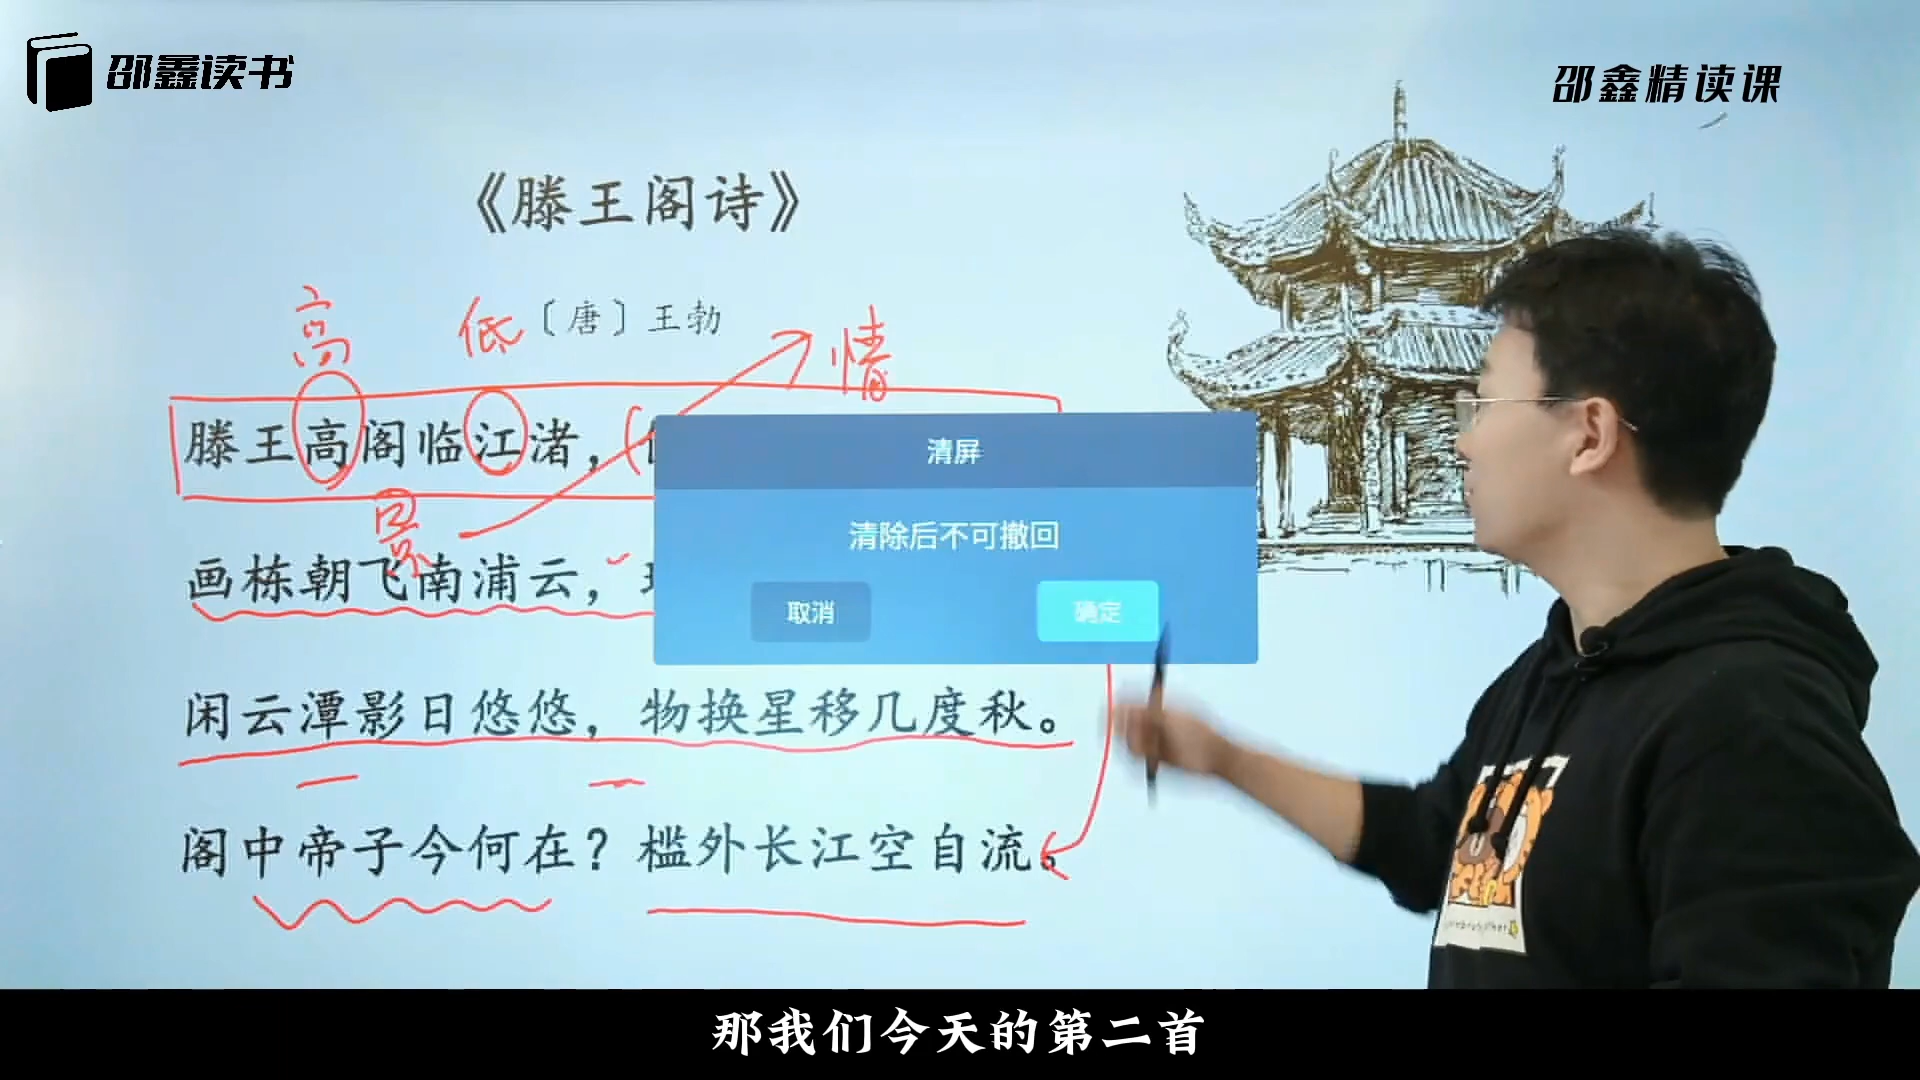 邵鑫读书
邵鑫精读课
《滕王阁诗》
高
低
〔唐〕王勃
情
滕王高阁临江渚，
景
画栋朝飞南浦云，
清屏
清除后不可撤回
取消
确定
闲云潭影日悠悠，物换星移几度秋。
阁中帝子今何在？槛外长江空自流。
那我们今天的第二首